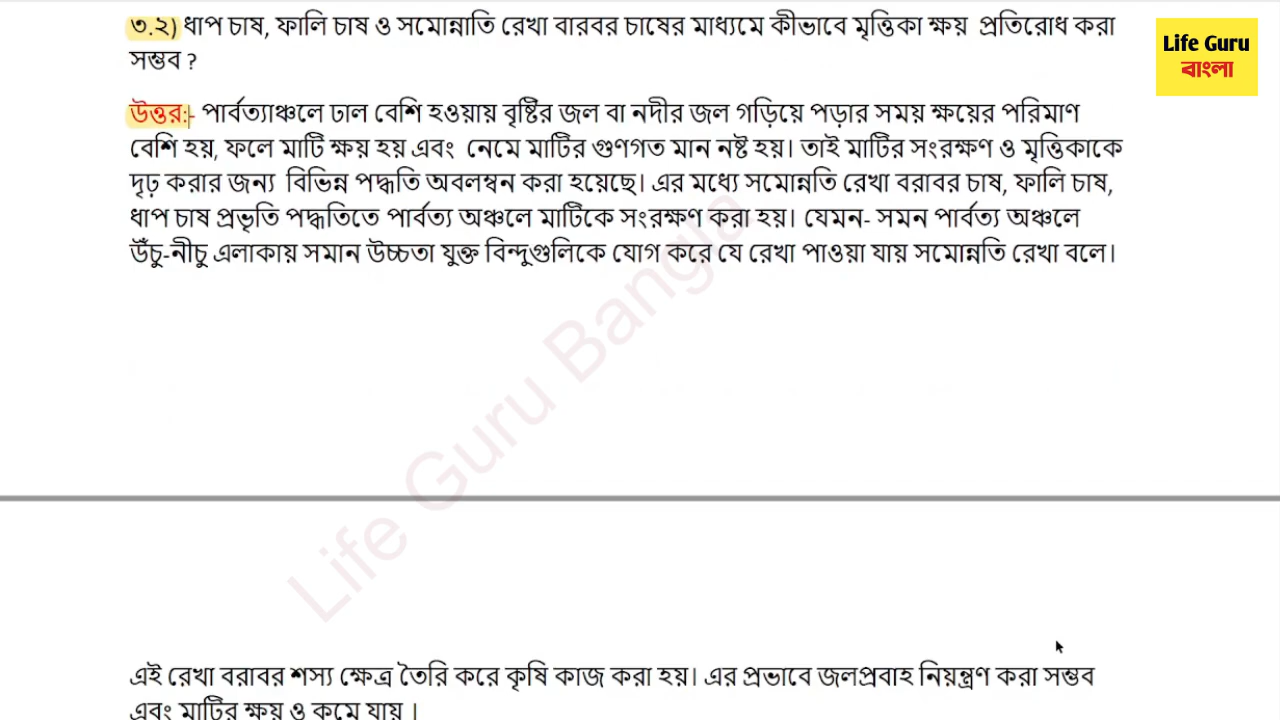 ৩.২) ধাপ চাষ, ফালি চাষ ও সমোন্নাতি রেখা বারবর চাষের মাধ্যমে কীভাবে মৃত্তিকা ক্ষয় প্রতিরোধ করা
সম্ভব ?
Life Guru
বাংলা
উত্তর:- পার্বত্যাঞ্চলে ঢাল বেশি হওয়ায় বৃষ্টির জল বা নদীর জল গড়িয়ে পড়ার সময় ক্ষয়ের পরিমাণ
বেশি হয়, ফলে মাটি ক্ষয় হয় এবং নেমে মাটির গুণগত মান নষ্ট হয়। তাই মাটির সংরক্ষণ ও মৃত্তিকাকে
দৃঢ় করার জন্য বিভিন্ন পদ্ধতি অবলম্বন করা হয়েছে। এর মধ্যে সমোন্নতি রেখা বরাবর চাষ, ফালি চাষ,
ধাপ চাষ প্রভৃতি পদ্ধতিতে পার্বত্য অঞ্চলে মাটিকে সংরক্ষণ করা হয়। যেমন- সমন পার্বত্য অঞ্চলে
উঁচু-নীচু এলাকায় সমান উচ্চতা যুক্ত বিন্দুগুলিকে যোগ করে যে রেখা পাওয়া যায় সমোন্নতি রেখা বলে।
Life Guru Bangla
এই রেখা বরাবর শস্য ক্ষেত্র তৈরি করে কৃষি কাজ করা হয়। এর প্রভাবে জলপ্রবাহ নিয়ন্ত্রণ করা সম্ভব
এবং মাটির ক্ষয় ও কমে যায় ।